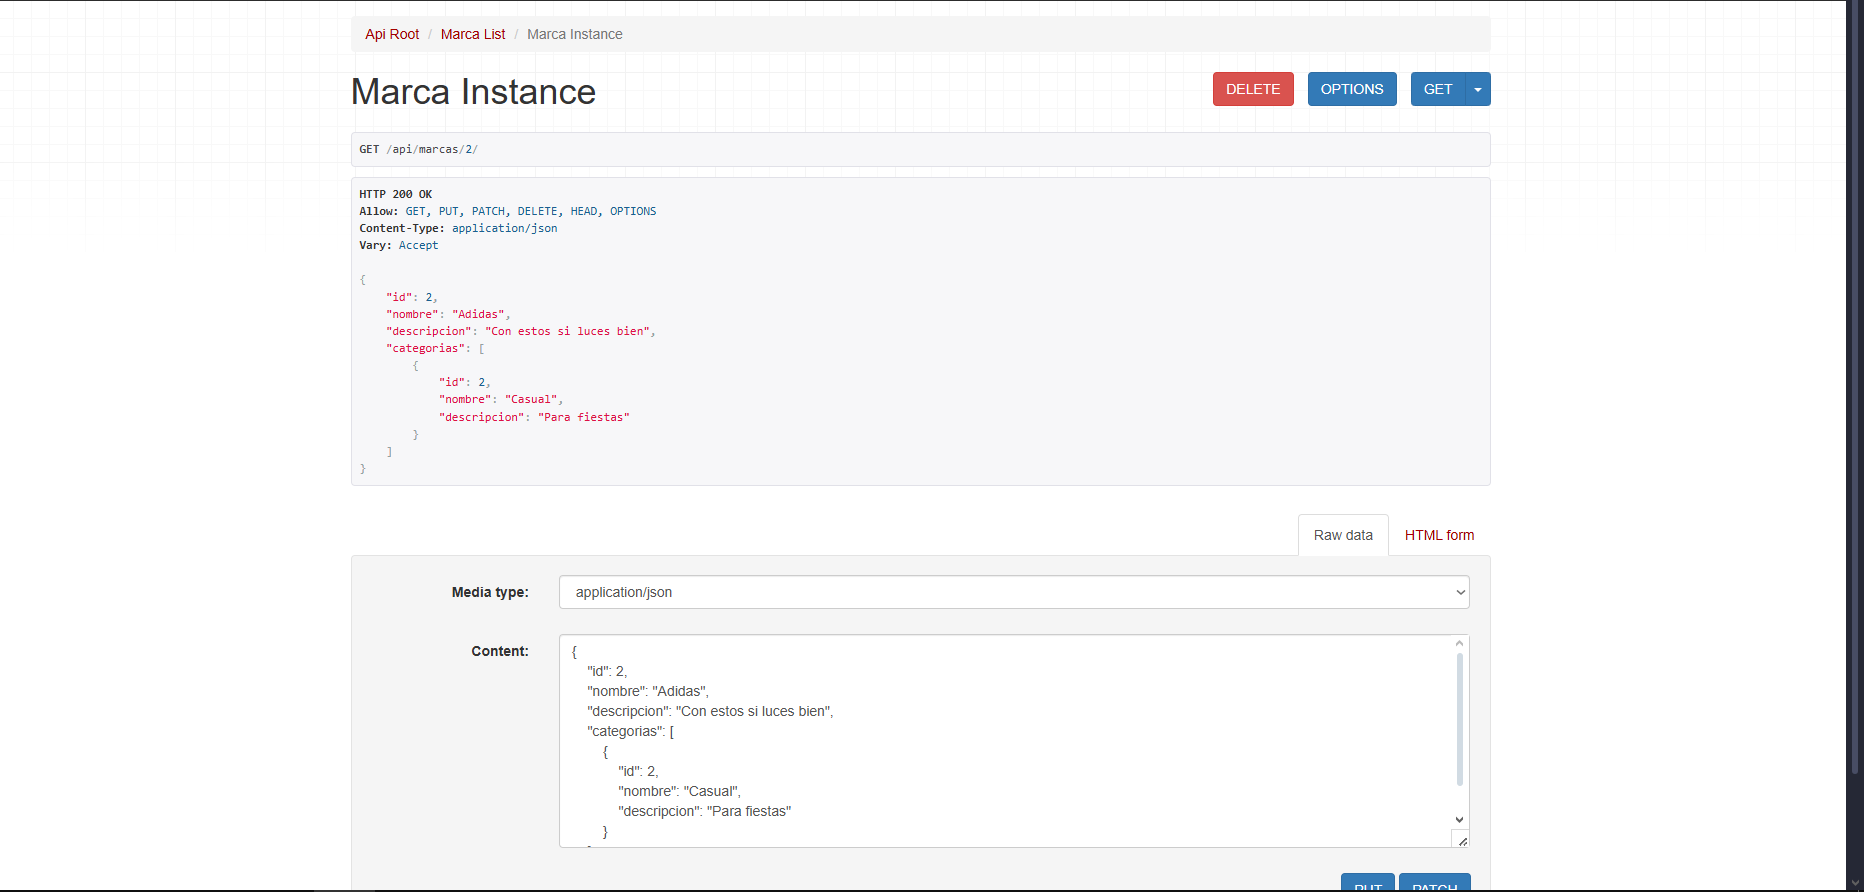 Api Root / Marca List / Marca Instance
Marca Instance
DELETE OPTIONS GET
GET /api/marcas/2/
HTTP 200 OK
Allow: GET, PUT, PATCH, DELETE, HEAD, OPTIONS
Content-Type: application/json
Vary: Accept
{
    "id": 2,
    "nombre": "Adidas",
    "descripcion": "Con estos si luces bien",
    "categorias": [
        {
            "id": 2,
            "nombre": "Casual",
            "descripcion": "Para fiestas"
        }
    ]
}
Raw data HTML form
Media type: application/json
Content: {
    "id": 2,
    "nombre": "Adidas",
    "descripcion": "Con estos si luces bien",
    "categorias": [
        {
            "id": 2,
            "nombre": "Casual",
            "descripcion": "Para fiestas"
        }
PUT PATCH